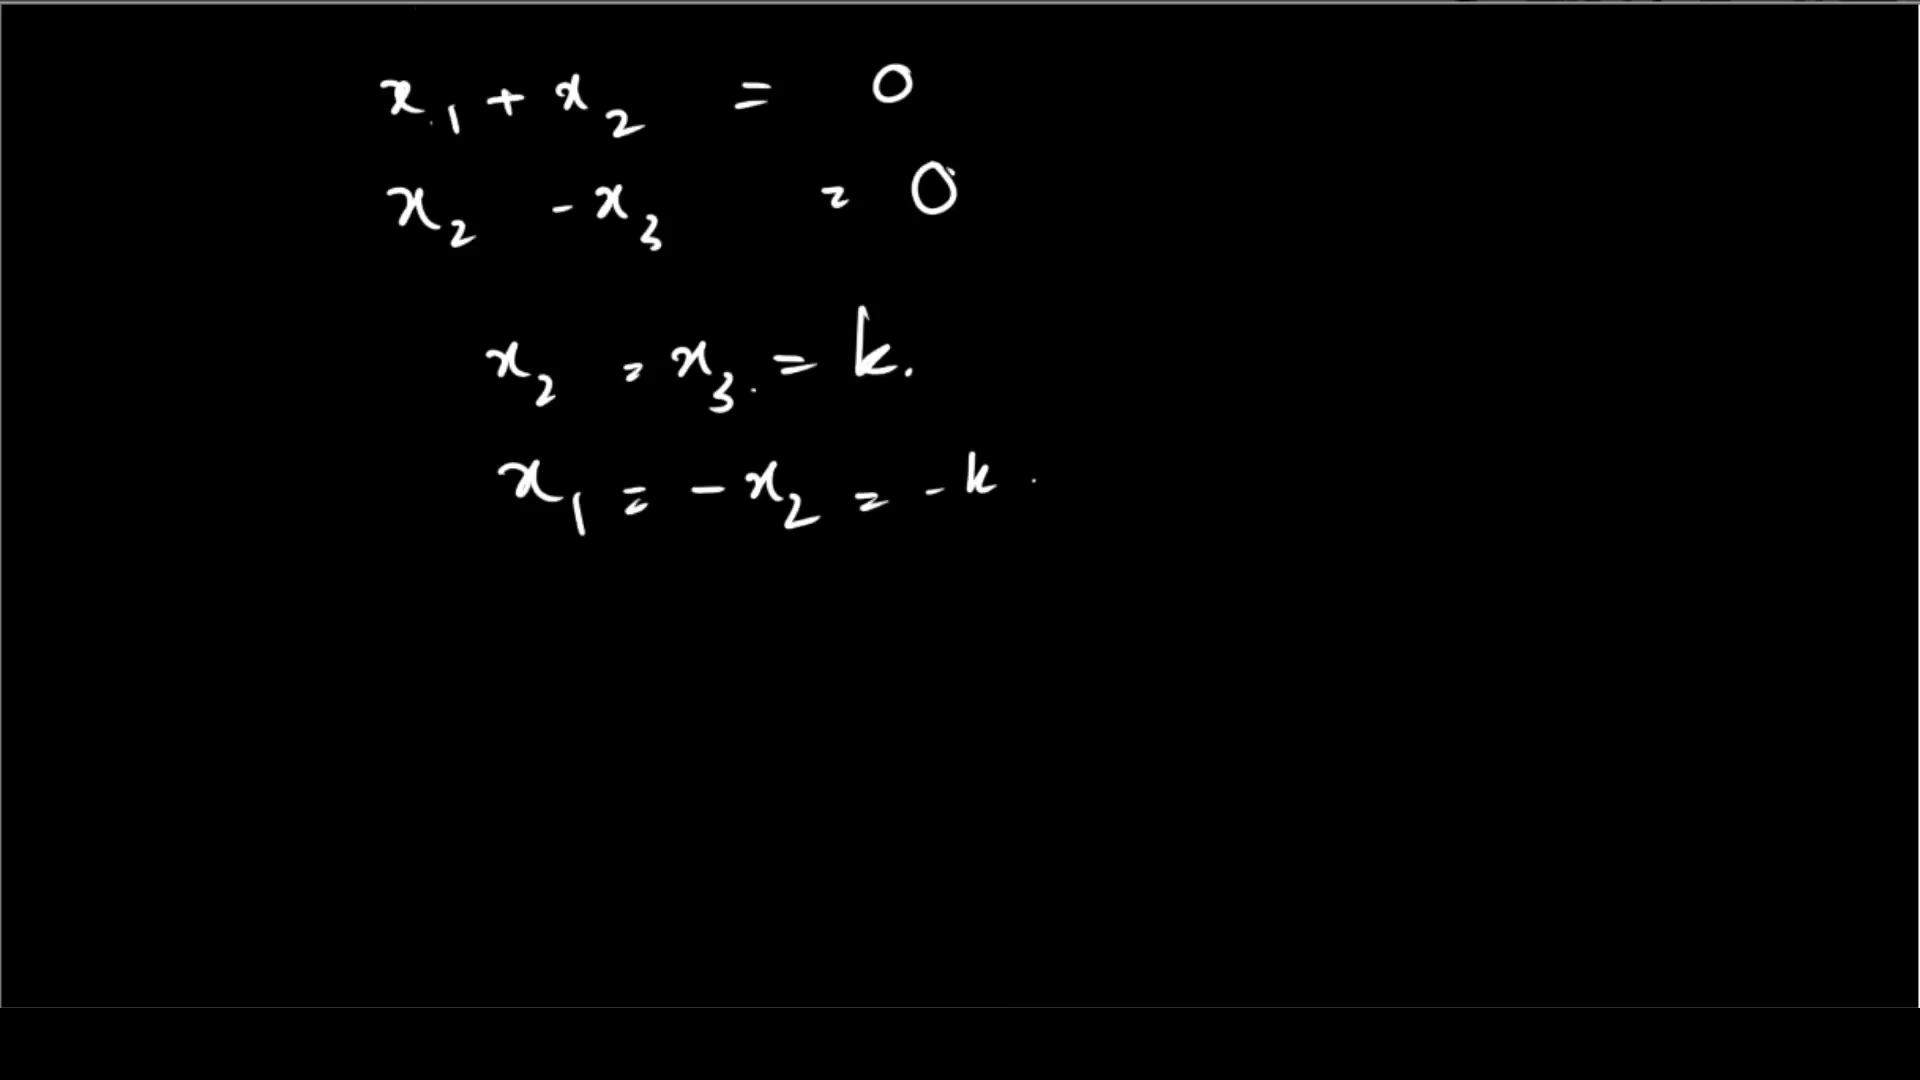 x₁ + x₂ = 0
x₂ - x₃ = 0
x₂ = x₃ = k.
x₁ = - x₂ = - k.